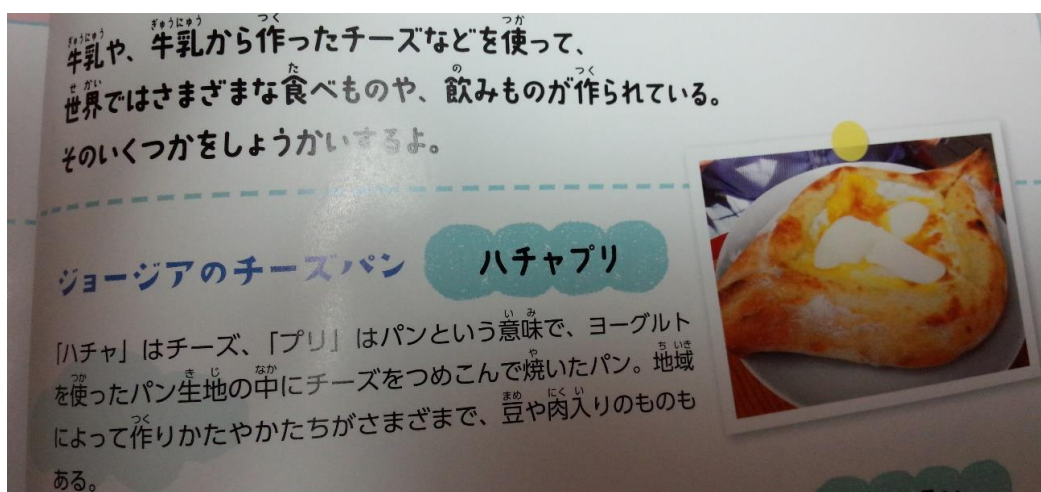 牛乳や、牛乳から作ったチーズなどを使って、
世界ではさまざまな食べものや、飲みものが作られている。
そのいくつかをしょうかいするよ。
ジョージアのチーズパン
ハチャプリ
「ハチャ」はチーズ、「プリ」はパンという意味で、ヨーグルト
を使ったパン生地の中にチーズをつめこんで焼いたパン。地域
によって作りかたやかたちがさまざまで、豆や肉入りのものも
ある。